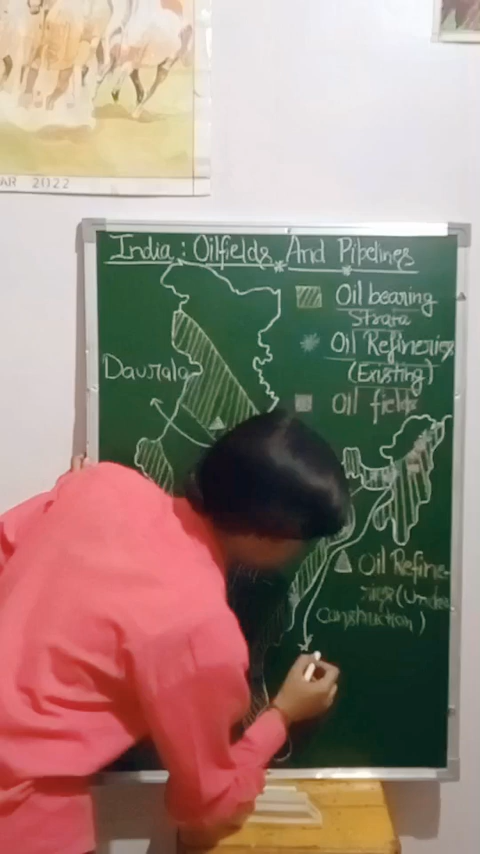 AR 2022
India : Oilfields And Pipelines
Oil bearing
Strata
Oil Refineries
(Existing)
Daurala
Oil fields
Oil Refine-
ries (Under
Construction)